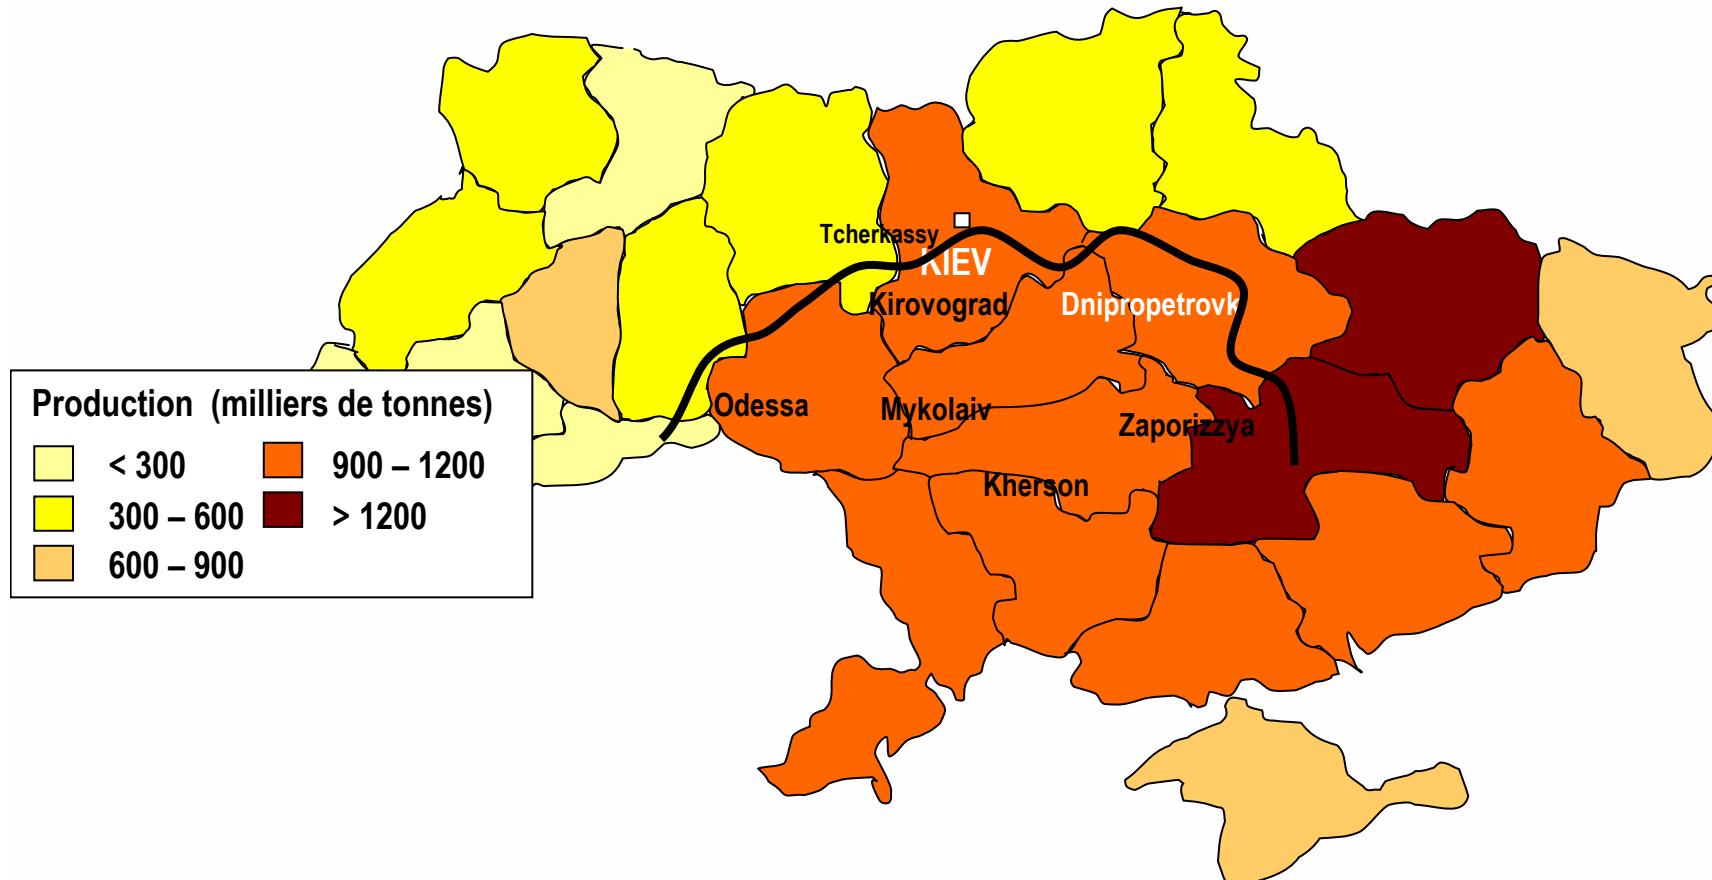 Tcherkassy
KIEV
Kirovograd
Dnipropetrovk
Odessa
Mykolaiv
Zaporizzya
Kherson
Production (milliers de tonnes)
< 300
300 – 600
600 – 900
900 – 1200
> 1200